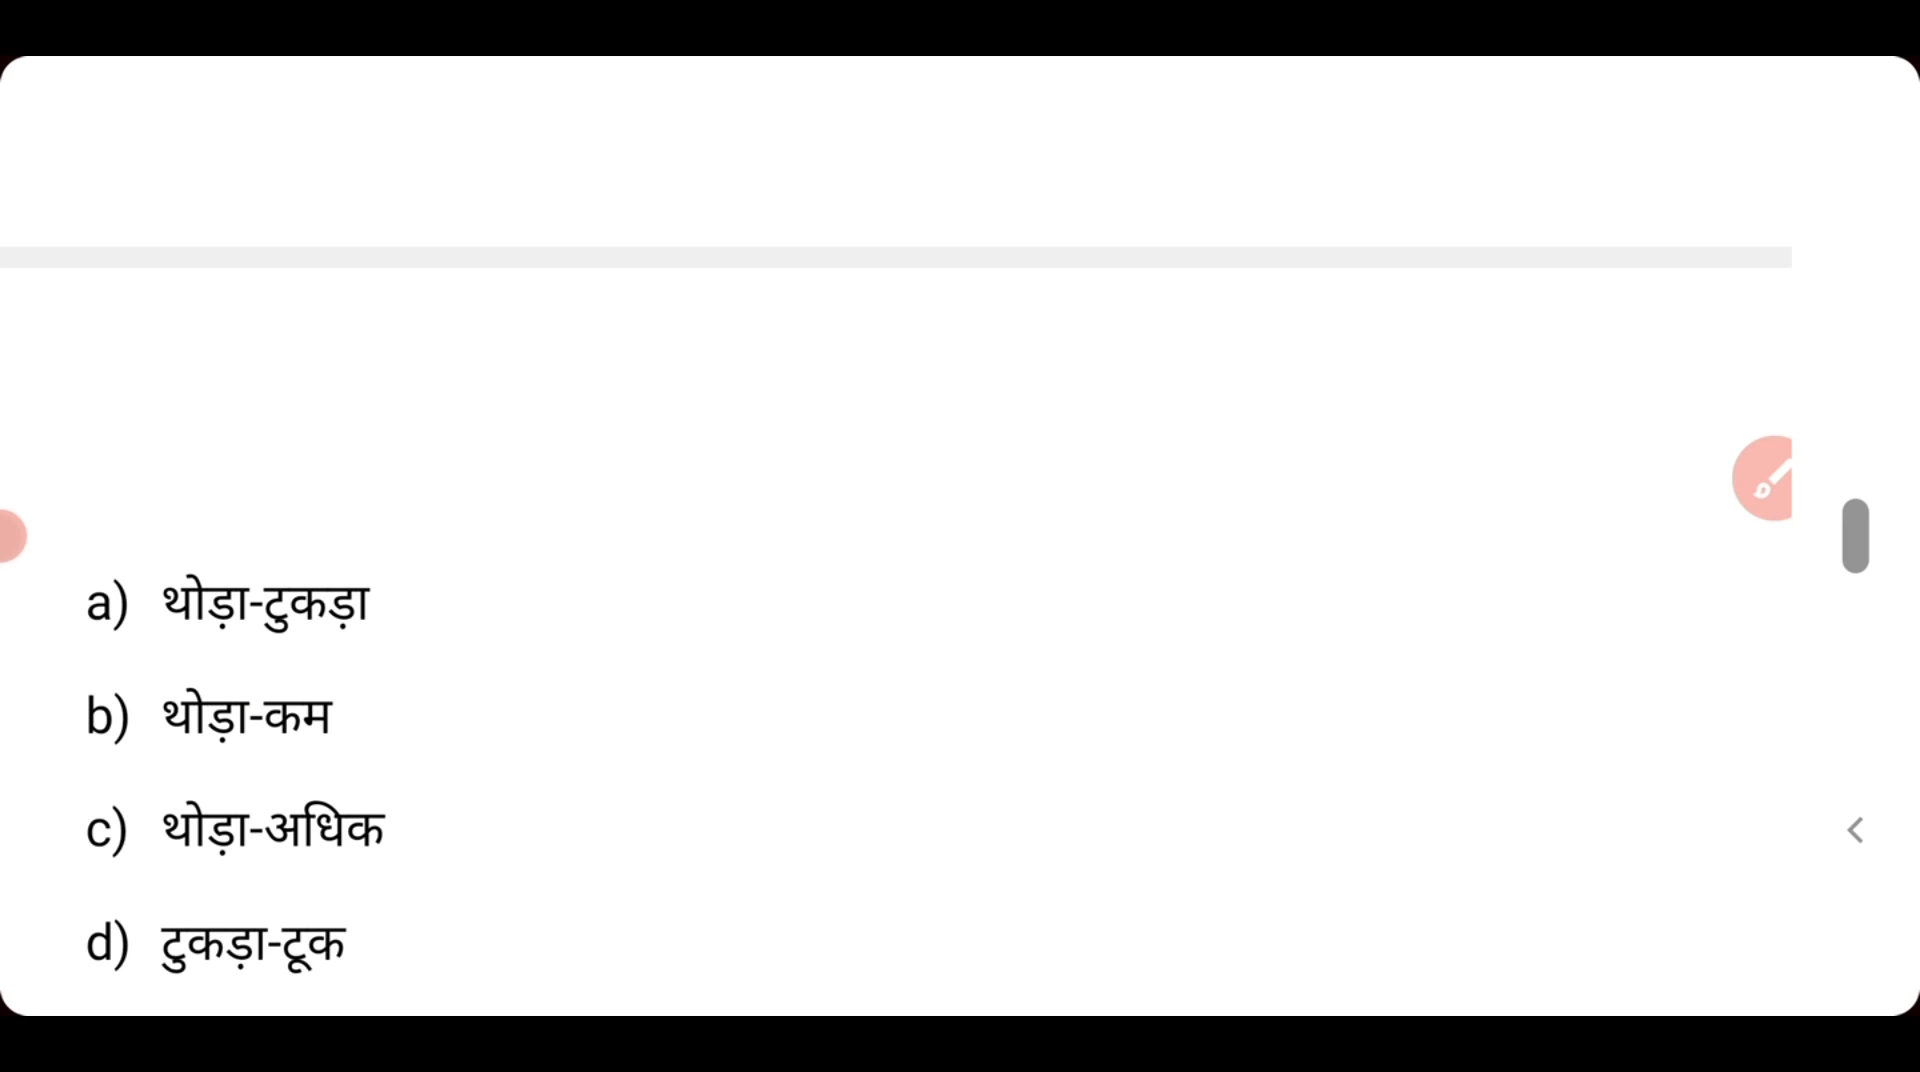 a) थोड़ा-टुकड़ा
b) थोड़ा-कम
c) थोड़ा-अधिक
d) टुकड़ा-टूक